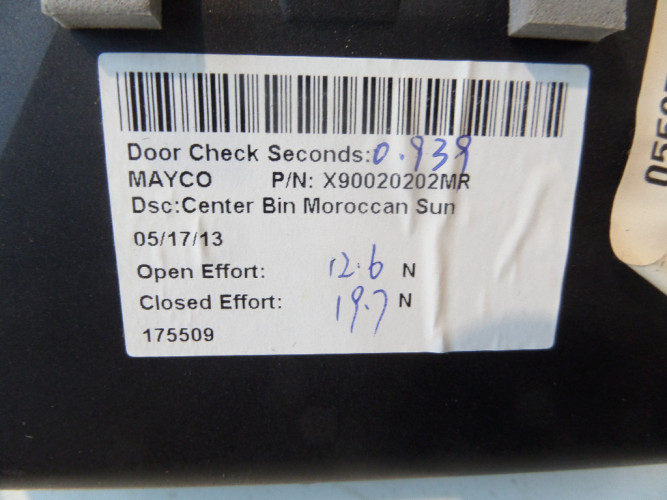 Door Check Seconds: 0.939
MAYCO P/N: X90020202MR
Dsc:Center Bin Moroccan Sun
05/17/13
Open Effort: 12.6 N
Closed Effort: 19.7 N
175509